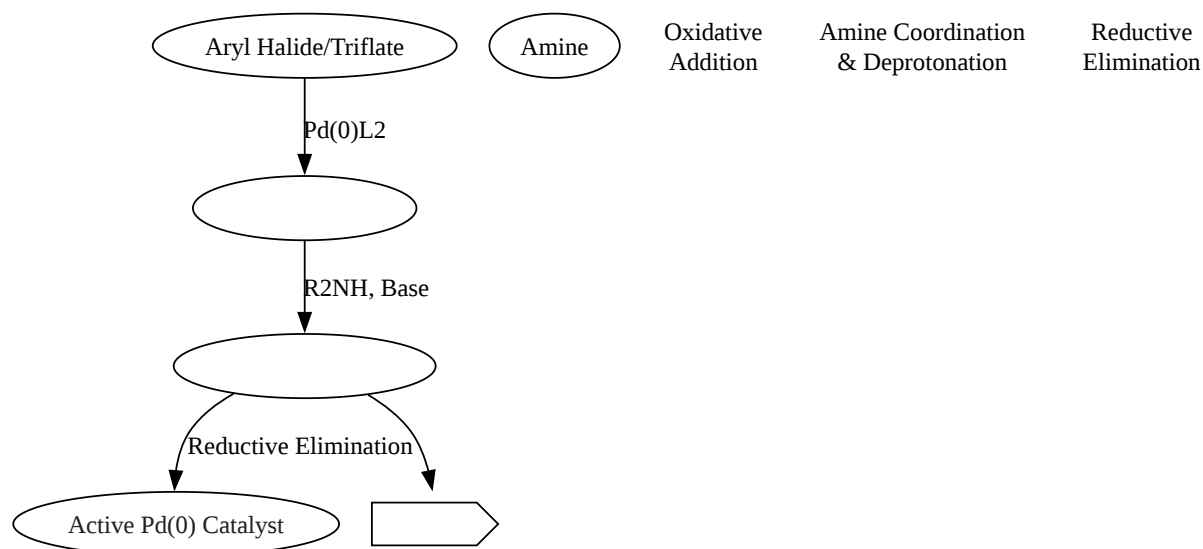 Aryl Halide/Triflate
Amine
Oxidative
Addition
Amine Coordination
& Deprotonation
Reductive
Elimination
Pd(0)L2
R2NH, Base
Reductive Elimination
Active Pd(0) Catalyst